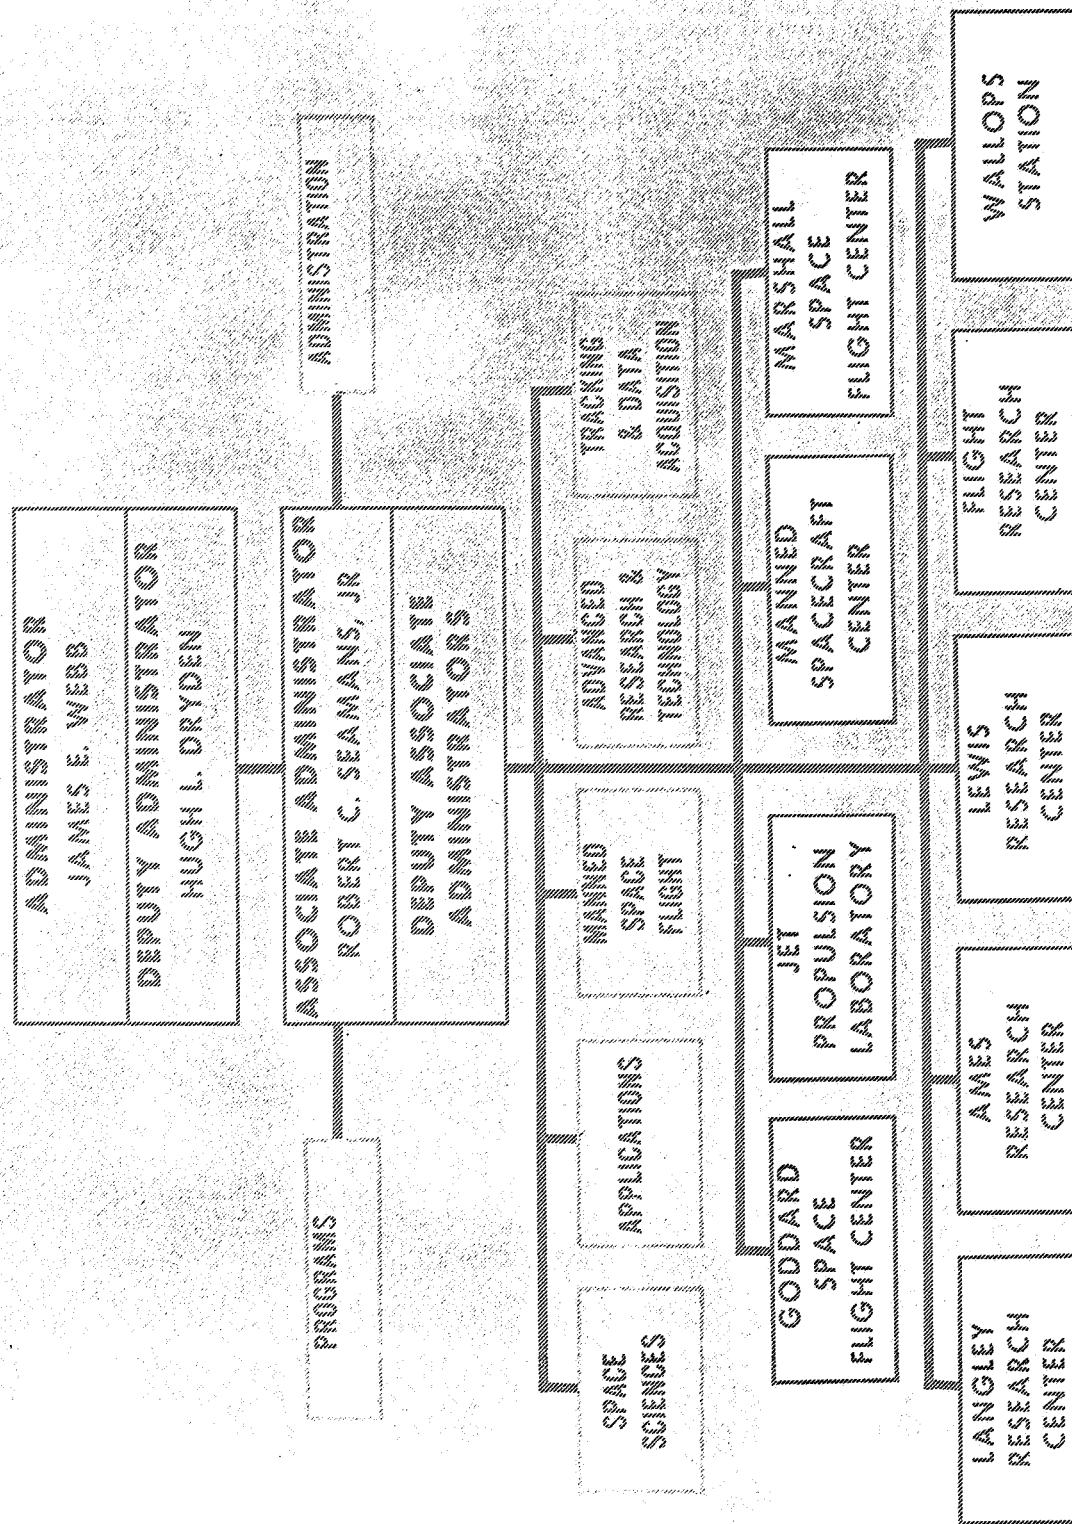 ADMINISTRATOR
JAMES E. WEBB
DEPUTY ADMINISTRATOR
HUGH L. DRYDEN
PROGRAMS
ASSOCIATE ADMINISTRATOR
ROBERT C. SEAMANS, JR
DEPUTY ASSOCIATE
ADMINISTRATORS
ADMINISTRATION
SPACE
SCIENCES
APPLICATIONS
MANNED
SPACE
FLIGHT
ADVANCED
RESEARCH &
TECHNOLOGY
TRACKING
& DATA
ACQUISITION
GODDARD
SPACE
FLIGHT CENTER
JET
PROPULSION
LABORATORY
MANNED
SPACECRAFT
CENTER
MARSHALL
SPACE
FLIGHT CENTER
LANGLEY
RESEARCH
CENTER
AMES
RESEARCH
CENTER
LEWIS
RESEARCH
CENTER
FLIGHT
RESEARCH
CENTER
WALLOPS
STATION